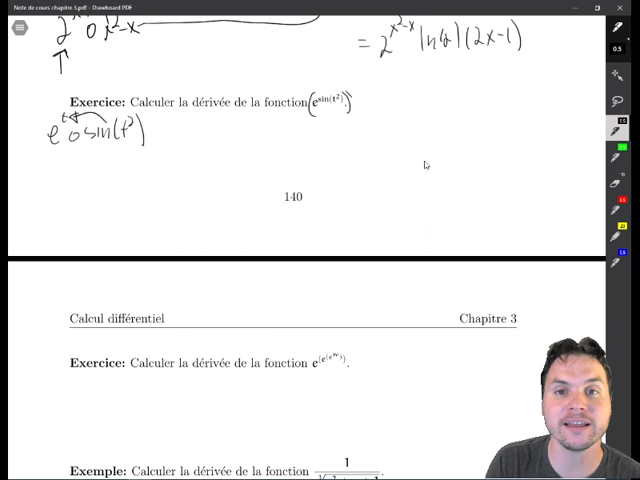 Note de cours chapitre 3.pdf - Drawboard PDF
2 o x²-x
= 2^(x²-x) ln 2 (2x-1)
0.5
Exercice: Calculer la dérivée de la fonction (e^(sin(t²)))'
e^t o sin(t²)
140
Calcul différentiel Chapitre 3
Exercice: Calculer la dérivée de la fonction
Exemple: Calculer la dérivée de la fonction